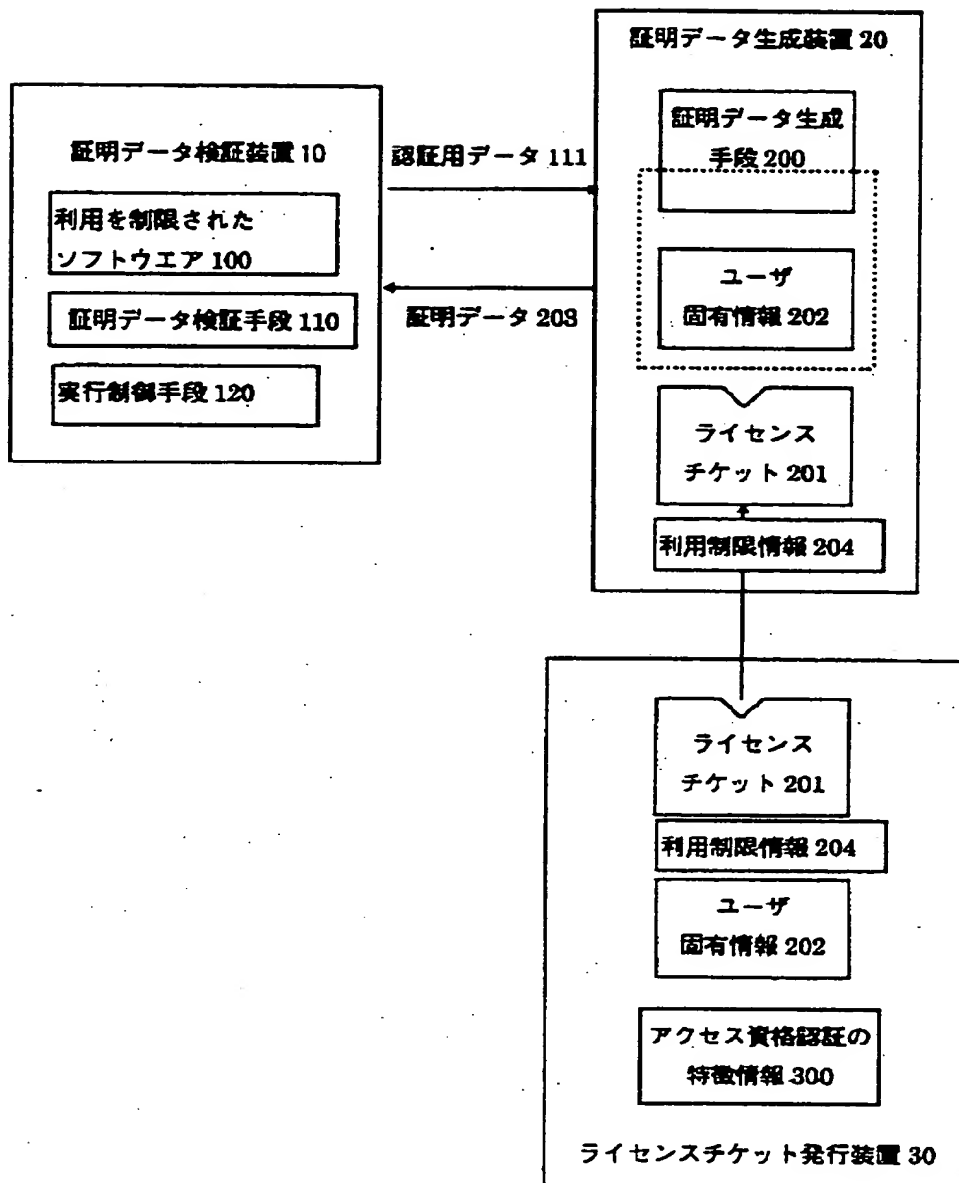 証明データ検証装置 10
利用を制限された
ソフトウエア 100
証明データ検証手段 110
実行制御手段 120
認証用データ 111
証明データ 203
証明データ生成装置 20
証明データ生成
手段 200
ユーザ
固有情報 202
ライセンス
チケット 201
利用制限情報 204
ライセンス
チケット 201
利用制限情報 204
ユーザ
固有情報 202
アクセス資格認証の
特徴情報 300
ライセンスチケット発行装置 30